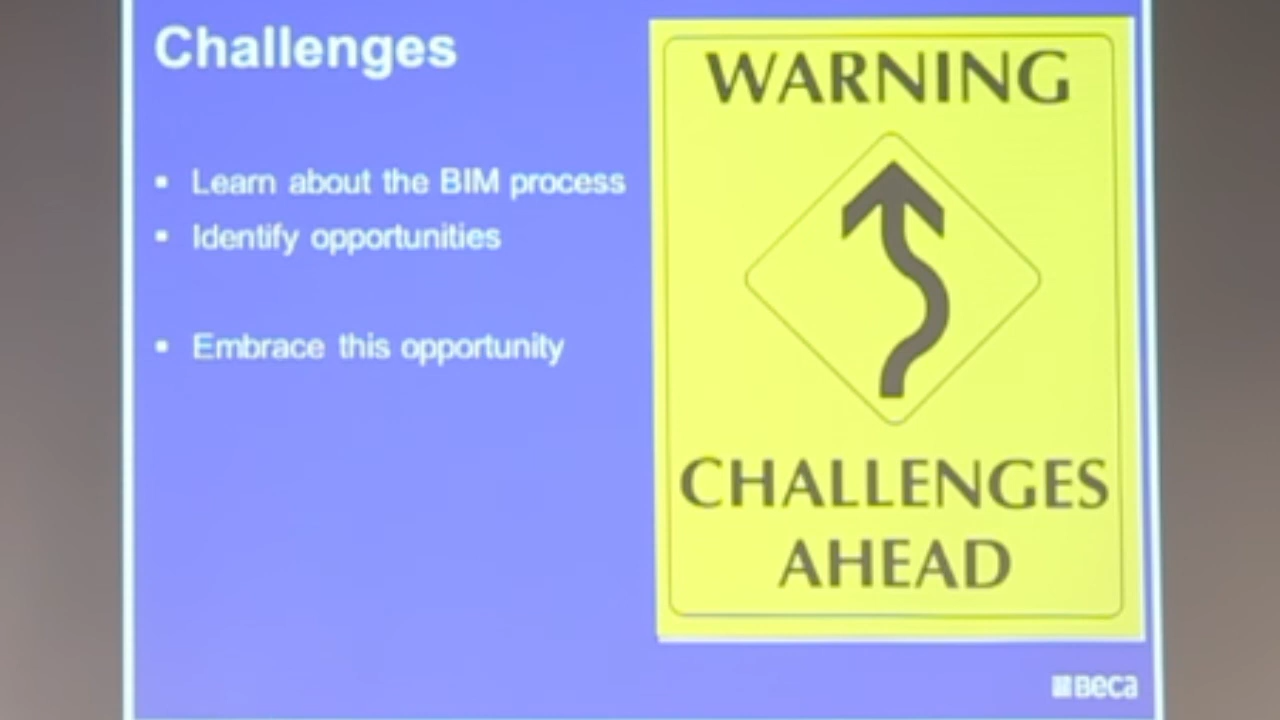 Challenges
▪ Learn about the BIM process
▪ Identify opportunities
▪ Embrace this opportunity
WARNING
CHALLENGES
AHEAD
Beca